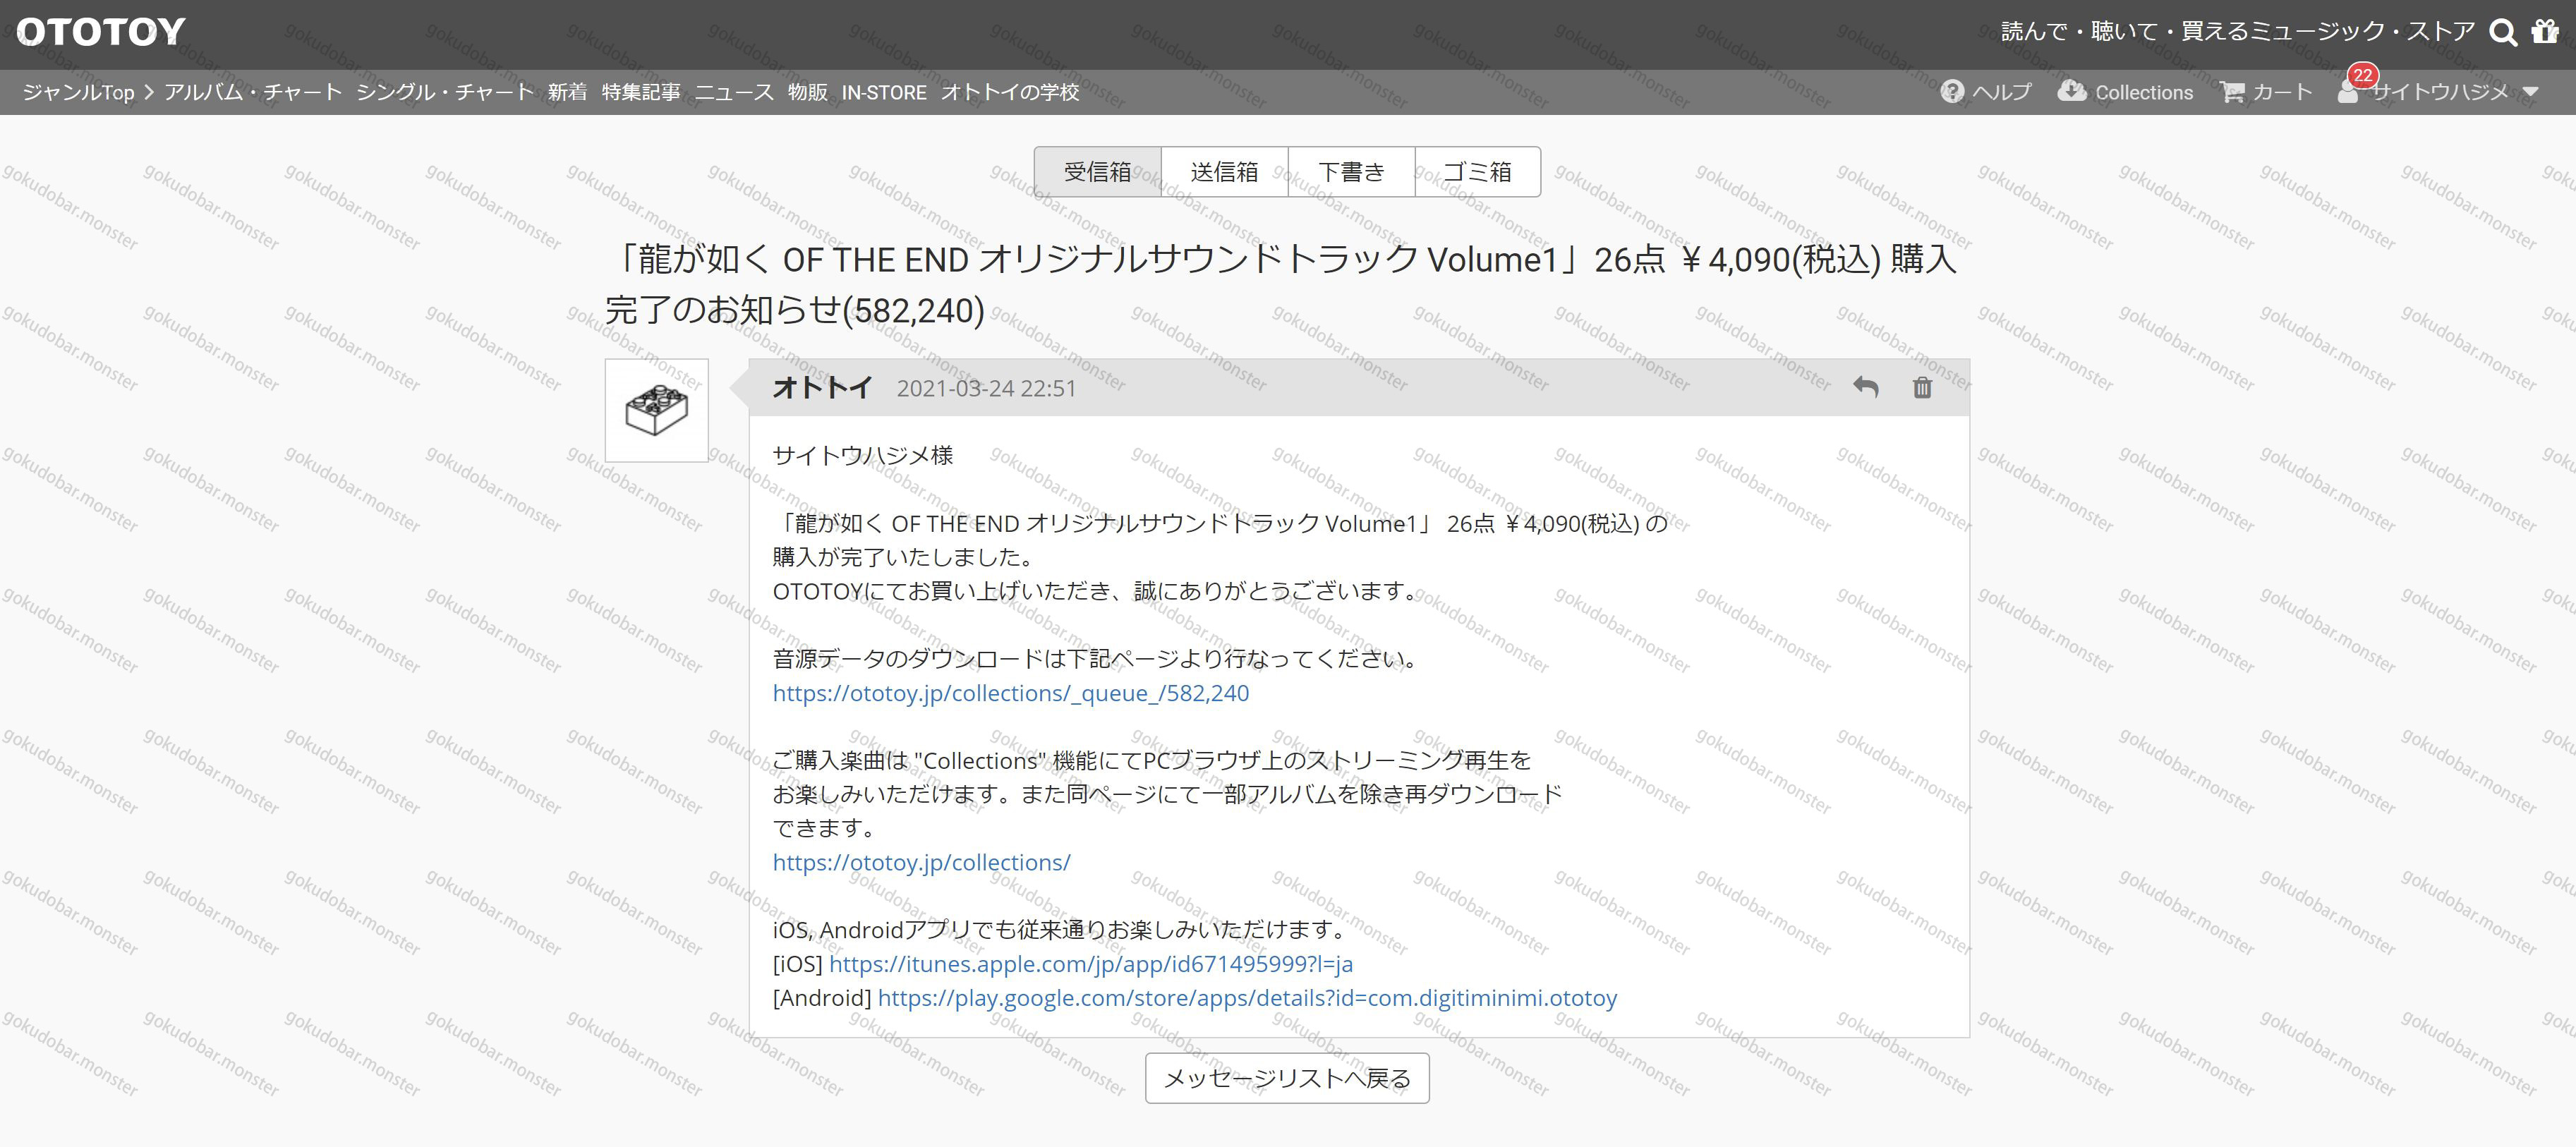 OTOTOY
読んで・聴いて・買えるミュージック・ストア
ジャンルTop アルバム・チャート シングル・チャート 新着 特集記事 ニュース 物販 IN-STORE オトトイの学校
ヘルプ Collections カート 22 サイトウハジメ
受信箱 送信箱 下書き ゴミ箱
「龍が如く OF THE END オリジナルサウンドトラック Volume1」26点 ￥4,090(税込) 購入
完了のお知らせ(582,240)
オトトイ 2021-03-24 22:51
サイトウハジメ様
「龍が如く OF THE END オリジナルサウンドトラック Volume1」 26点 ￥4,090(税込) の
購入が完了いたしました。
OTOTOYにてお買い上げいただき、誠にありがとうございます。
音源データのダウンロードは下記ページより行なってください。
https://ototoy.jp/collections/_queue_/582,240
ご購入楽曲は "Collections" 機能にてPCブラウザ上のストリーミング再生を
お楽しみいただけます。また同ページにて一部アルバムを除き再ダウンロード
できます。
https://ototoy.jp/collections/
iOS, Androidアプリでも従来通りお楽しみいただけます。
[iOS] https://itunes.apple.com/jp/app/id671495999?l=ja
[Android] https://play.google.com/store/apps/details?id=com.digitiminimi.ototoy
メッセージリストへ戻る
gokudobar.monster